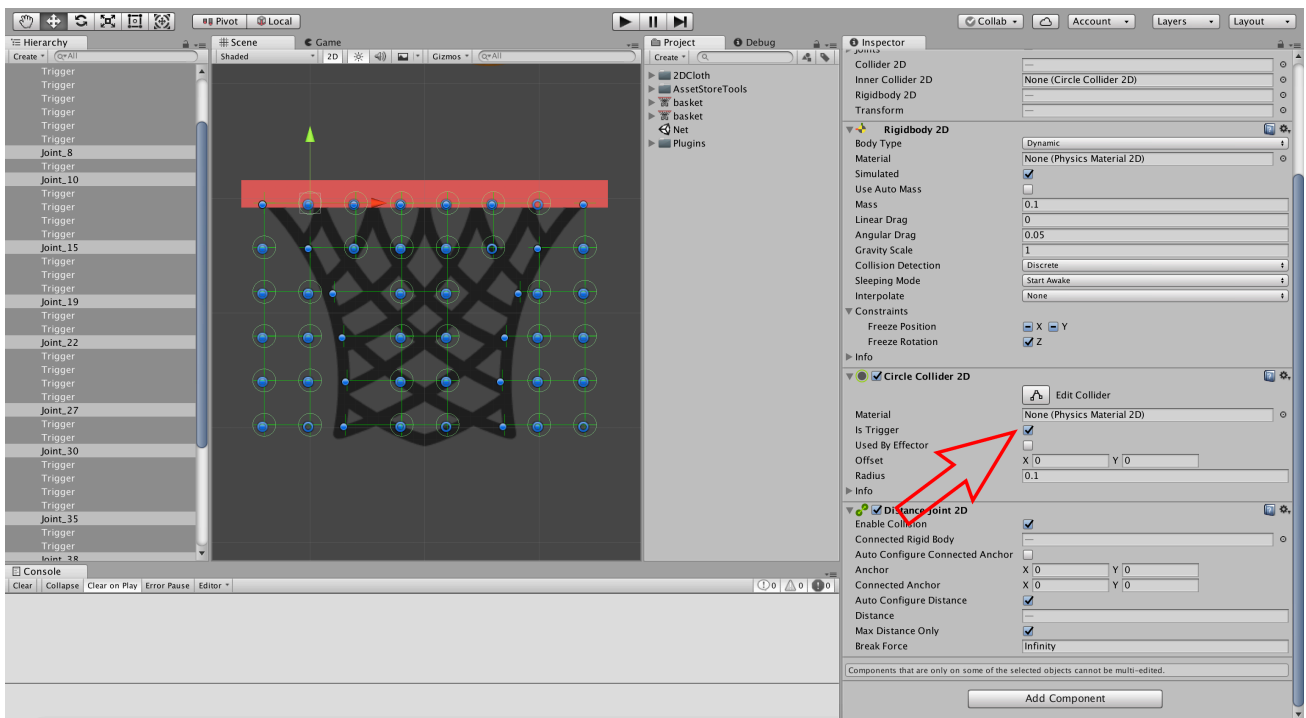 Pivot Local Collab Account Layers Layout
Hierarchy
Create All
Trigger
Trigger
Trigger
Trigger
Trigger
Trigger
Joint_8
Trigger
Joint_10
Trigger
Trigger
Trigger
Joint_15
Trigger
Trigger
Trigger
Joint_19
Trigger
Trigger
Joint_22
Trigger
Trigger
Trigger
Trigger
Joint_27
Trigger
Trigger
Joint_30
Trigger
Trigger
Trigger
Trigger
Joint_35
Trigger
Trigger
Joint_38
Scene Game
Shaded 2D Gizmos All
Project Debug
Create
2DCloth
AssetStoreTools
basket
basket
Net
Plugins
Inspector
Joints
Collider 2D —
Inner Collider 2D None (Circle Collider 2D)
Rigidbody 2D —
Transform —
Rigidbody 2D
Body Type Dynamic
Material None (Physics Material 2D)
Simulated
Use Auto Mass
Mass 0.1
Linear Drag 0
Angular Drag 0.05
Gravity Scale 1
Collision Detection Discrete
Sleeping Mode Start Awake
Interpolate None
Constraints
Freeze Position X Y
Freeze Rotation Z
Info
Circle Collider 2D
Edit Collider
Material None (Physics Material 2D)
Is Trigger
Used By Effector
Offset X 0 Y 0
Radius 0.1
Info
Distance Joint 2D
Enable Collision
Connected Rigid Body —
Auto Configure Connected Anchor
Anchor X 0 Y 0
Connected Anchor X 0 Y 0
Auto Configure Distance
Distance —
Max Distance Only
Break Force Infinity
Components that are only on some of the selected objects cannot be multi-edited.
Add Component
Console
Clear Collapse Clear on Play Error Pause Editor 0 0 0